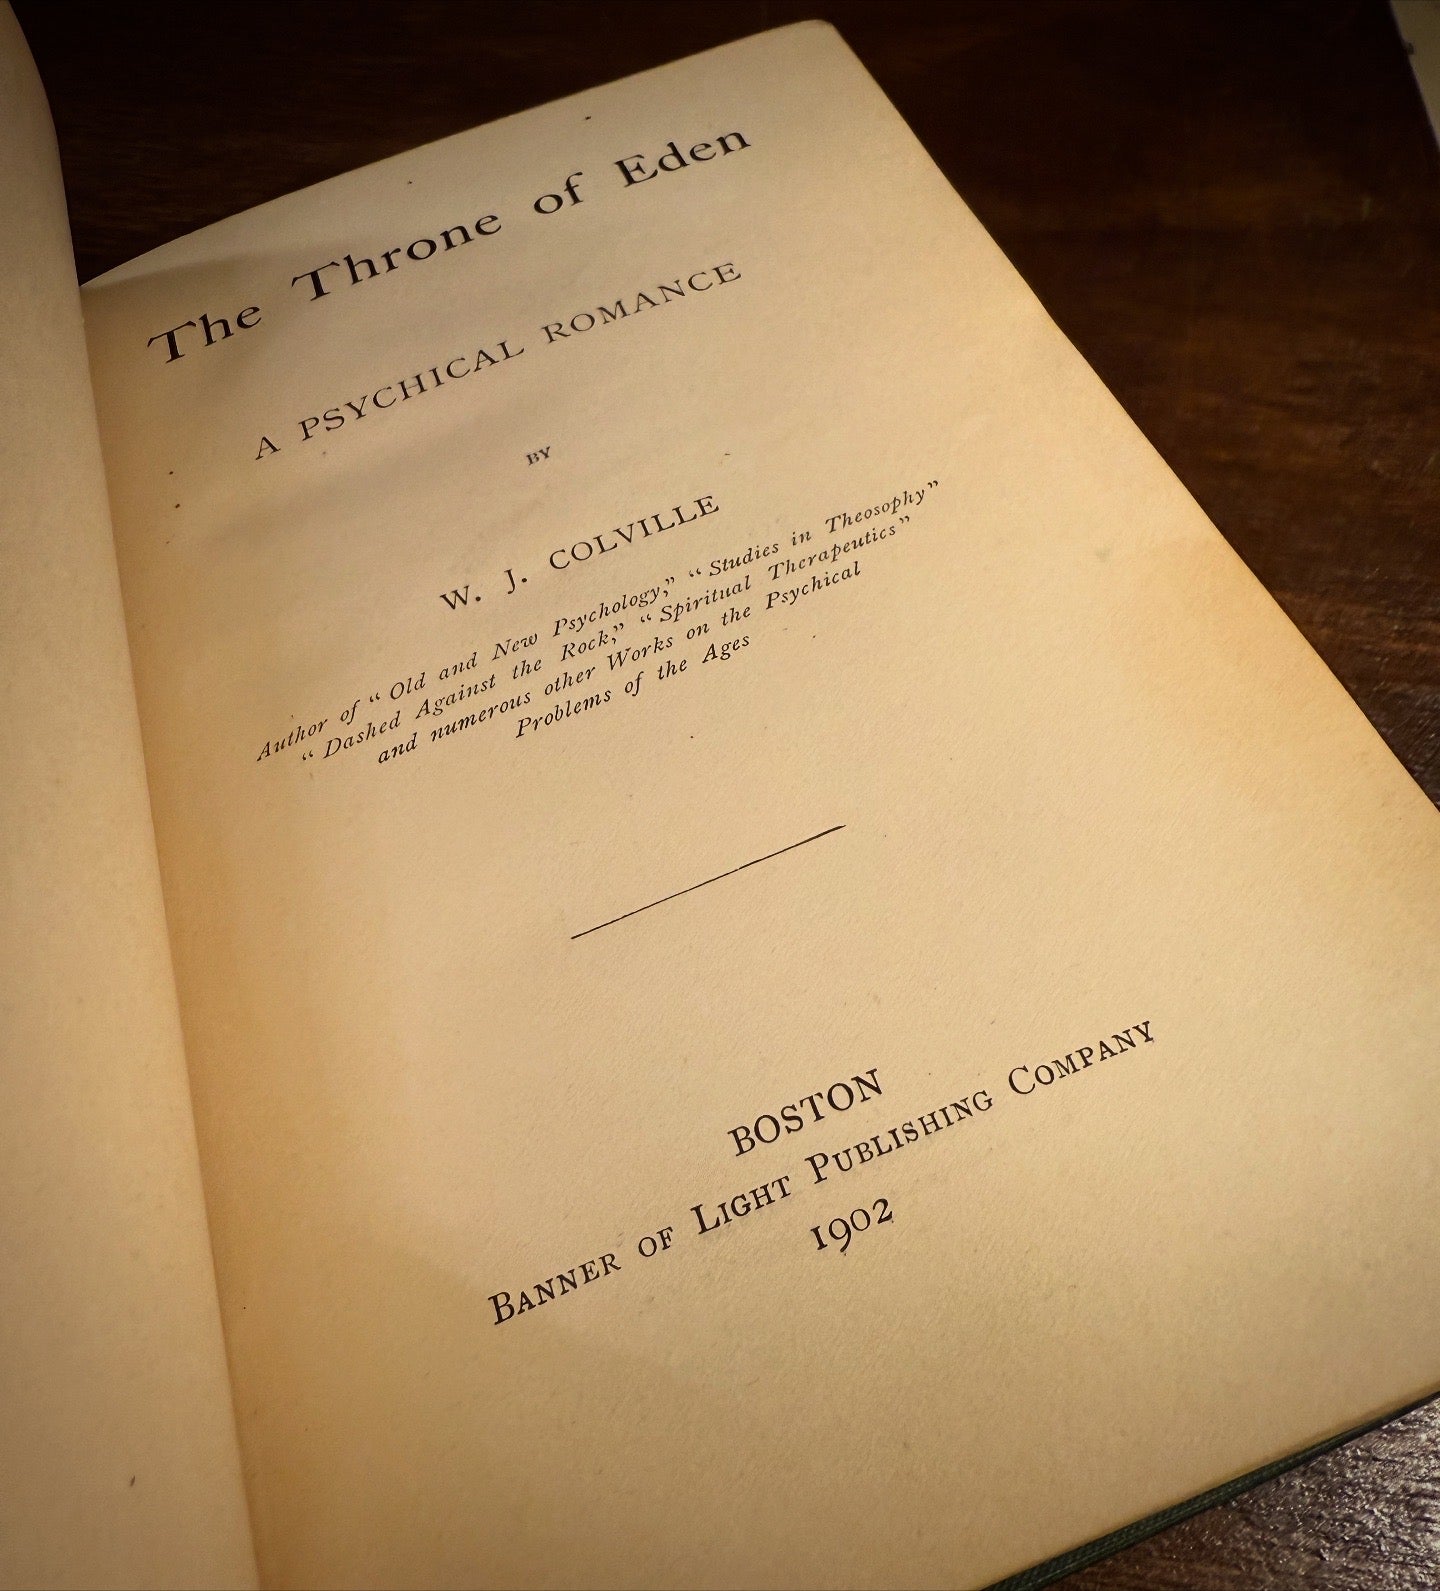 The Throne of Eden
A PSYCHICAL ROMANCE
BY
W. J. COLVILLE
Author of “Old and New Psychology,” “Studies in Theosophy”
“Dashed Against the Rock,” “Spiritual Therapeutics”
and numerous other Works on the Psychical
Problems of the Ages
BOSTON
BANNER OF LIGHT PUBLISHING COMPANY
1902